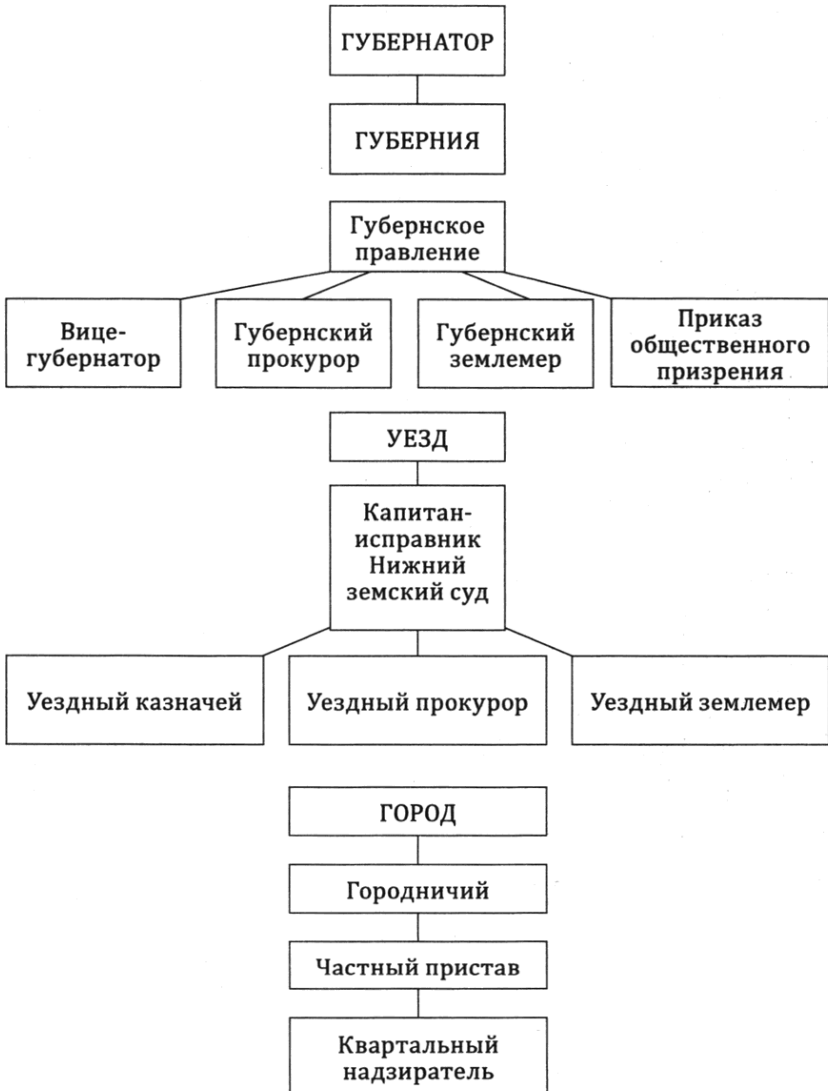 ГУБЕРНАТОР
ГУБЕРНИЯ
Губернское
правление
Вице-
губернатор
Губернский
прокурор
Губернский
землемер
Приказ
общественного
призрения
УЕЗД
Капитан-
исправник
Нижний
земский суд
Уездный казначей
Уездный прокурор
Уездный землемер
ГОРОД
Городничий
Частный пристав
Квартальный
надзиратель